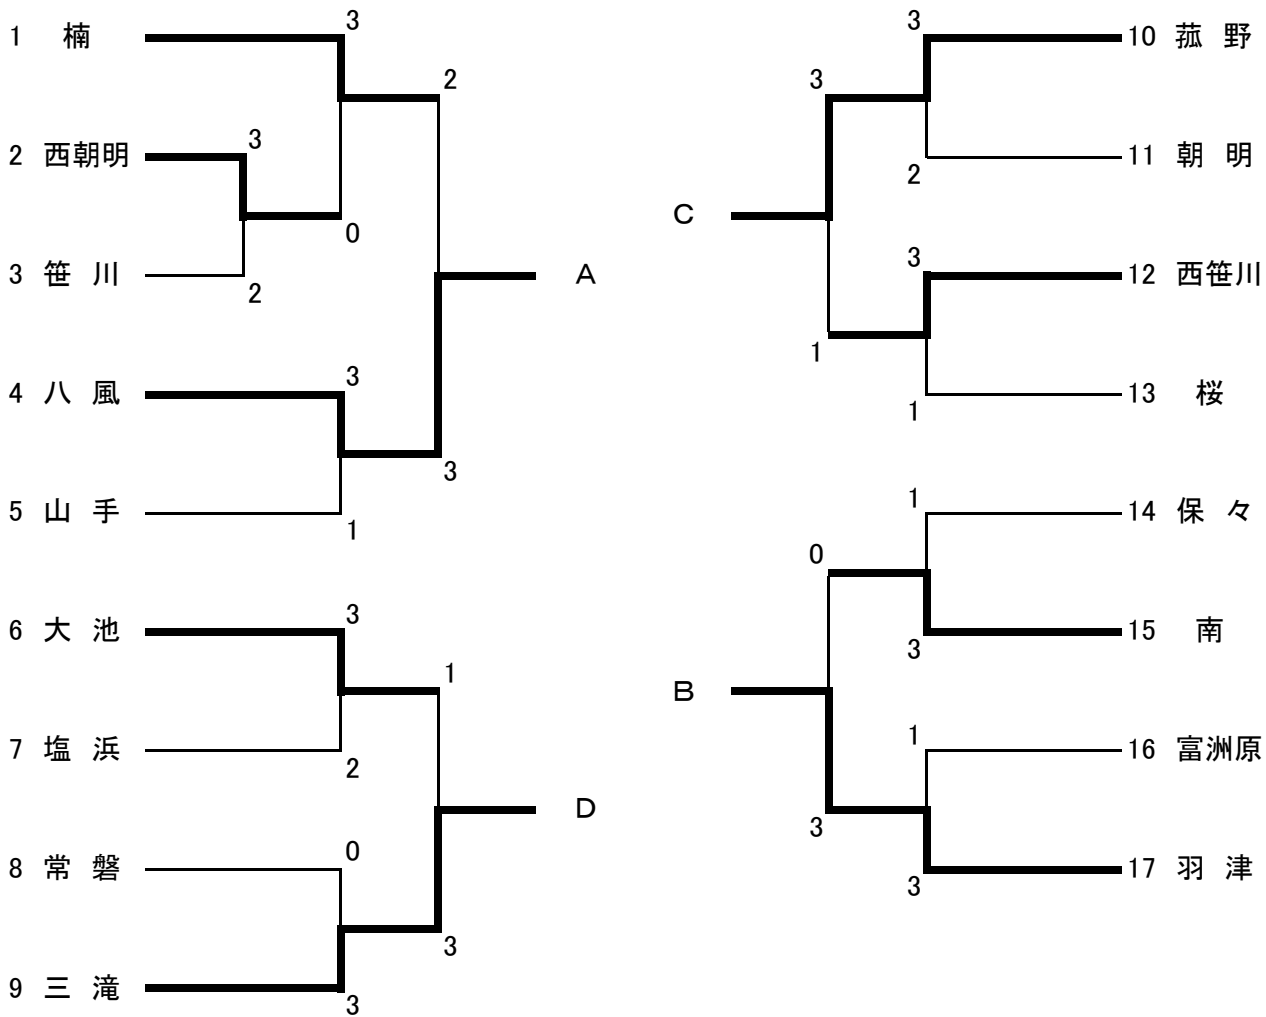 1 楠
3
2
2 西朝明
3
0
3 笹 川
2
A
4 八 風
3
3
5 山 手
1
6 大 池
3
1
7 塩 浜
2
D
8 常 磐
0
3
9 三 滝
3
3
10 菰 野
3
11 朝 明
2
C
3
12 西笹川
1
13 桜
1
1
14 保 々
0
15 南
3
B
1
16 富洲原
3
17 羽 津
3